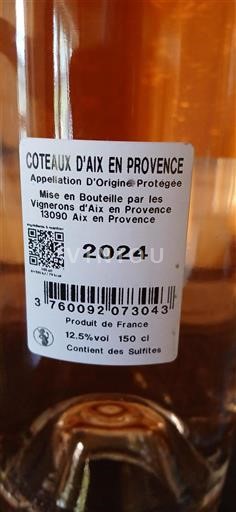 COTEAUX D'AIX EN PROVENCE
Appellation D'Origine Protégée
Mise en Bouteille par les
Vignerons d'Aix en Provence
13090 Aix en Provence
2024
3 760092 073043
Produit de France
12.5%vol 150 cl
Contient des Sulfites